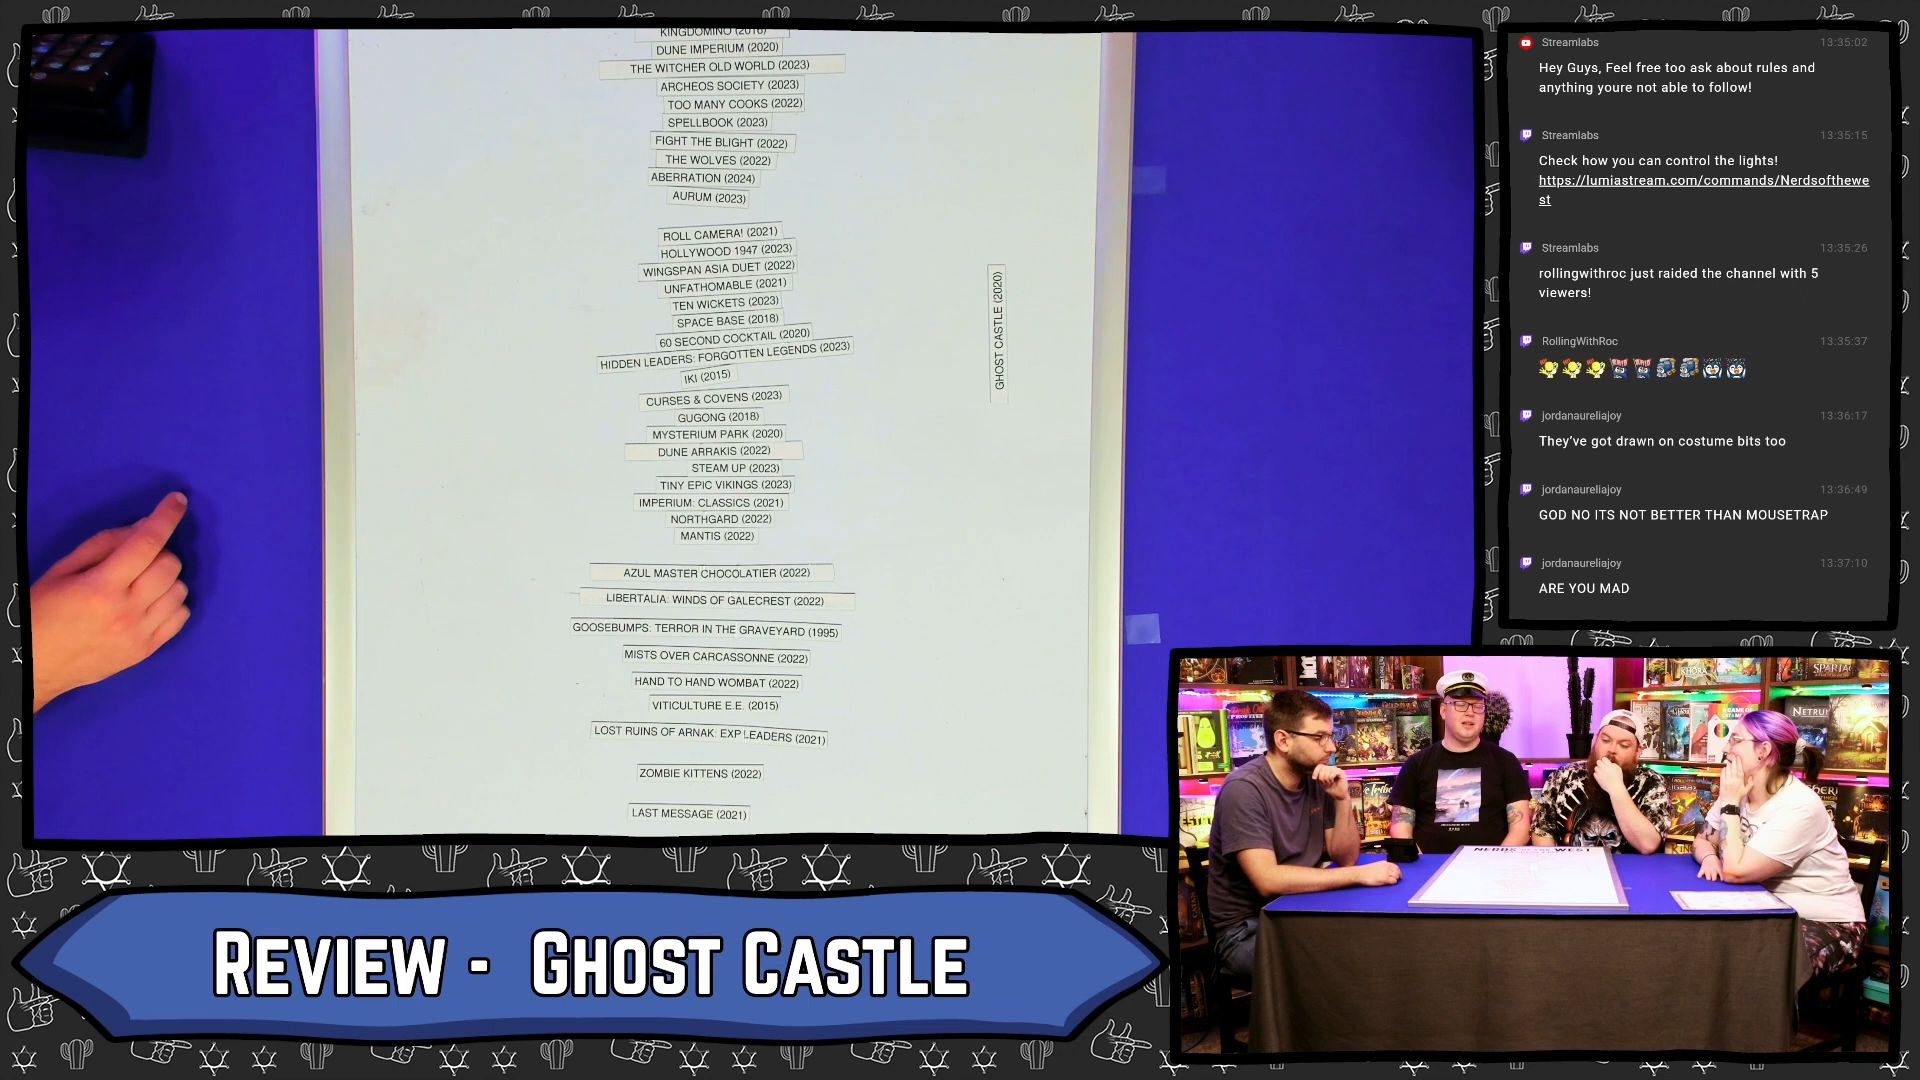 KINGDOMINO (2016)
DUNE IMPERIUM (2020)
THE WITCHER OLD WORLD (2023)
ARCHEOS SOCIETY (2023)
TOO MANY COOKS (2022)
SPELLBOOK (2023)
FIGHT THE BLIGHT (2022)
THE WOLVES (2022)
ABERRATION (2024)
AURUM (2023)
ROLL CAMERA! (2021)
HOLLYWOOD 1947 (2023)
WINGSPAN ASIA DUET (2022)
UNFATHOMABLE (2021)
TEN WICKETS (2023)
SPACE BASE (2018)
60 SECOND COCKTAIL (2020)
HIDDEN LEADERS: FORGOTTEN LEGENDS (2023)
IKI (2015)
CURSES & COVENS (2023)
GUGONG (2018)
MYSTERIUM PARK (2020)
DUNE ARRAKIS (2022)
STEAM UP (2023)
TINY EPIC VIKINGS (2023)
IMPERIUM: CLASSICS (2021)
NORTHGARD (2022)
MANTIS (2022)
AZUL MASTER CHOCOLATIER (2022)
LIBERTALIA: WINDS OF GALECREST (2022)
GOOSEBUMPS: TERROR IN THE GRAVEYARD (1995)
MISTS OVER CARCASSONNE (2022)
HAND TO HAND WOMBAT (2022)
VITICULTURE E.E. (2015)
LOST RUINS OF ARNAK: EXP LEADERS (2021)
ZOMBIE KITTENS (2022)
LAST MESSAGE (2021)
GHOST CASTLE (2020)
Streamlabs 13:35:02
Hey Guys, Feel free too ask about rules and
anything youre not able to follow!
Streamlabs 13:35:15
Check how you can control the lights!
https://lumiastream.com/commands/Nerdsofthewe
st
Streamlabs 13:35:26
rollingwithroc just raided the channel with 5
viewers!
RollingWithRoc 13:35:37
jordanaureliajoy 13:36:17
They've got drawn on costume bits too
jordanaureliajoy 13:36:49
GOD NO ITS NOT BETTER THAN MOUSETRAP
jordanaureliajoy 13:37:10
ARE YOU MAD
REVIEW - GHOST CASTLE